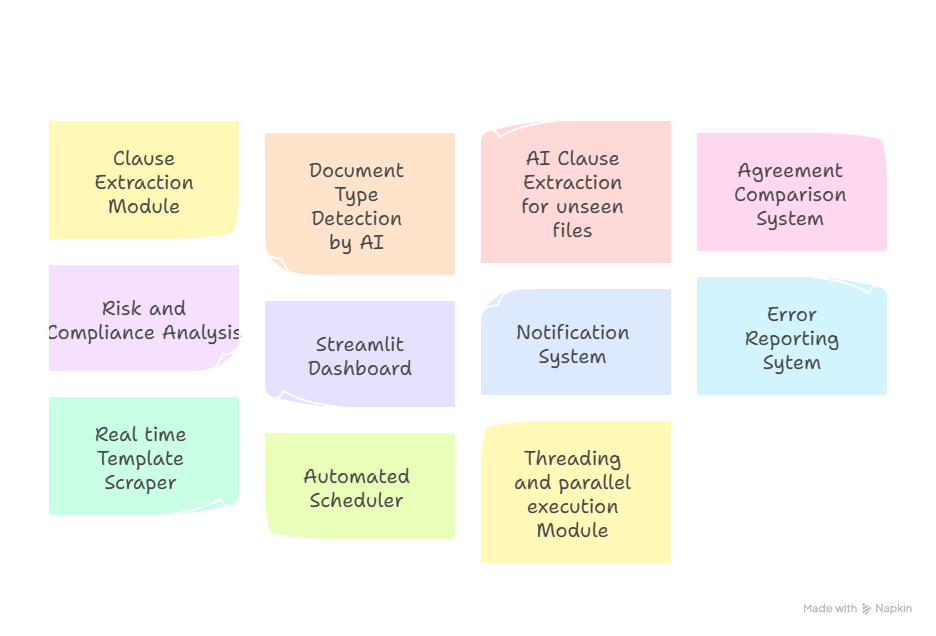 Clause
Extraction
Module
Document
Type
Detection
by AI
AI Clause
Extraction
for unseen
files
Agreement
Comparison
System
Risk and
Compliance Analysis
Streamlit
Dashboard
Notification
System
Error
Reporting
Sytem
Real time
Template
Scraper
Automated
Scheduler
Threading
and parallel
execution
Module
Made with Napkin